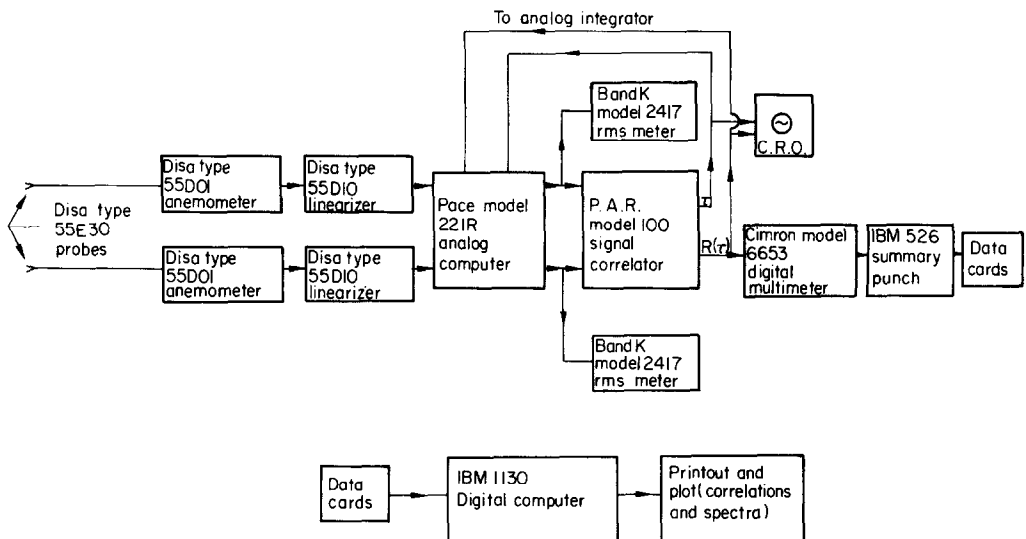 To analog integrator
Band K
model 2417
rms meter
C.R.O.
Disa type
55D01
anemometer
Disa type
55D10
linearizer
Pace model
221R
analog
computer
P.A.R.
model 100
signal
correlator
τ
R(τ)
Disa type
55E30
probes
Disa type
55D01
anemometer
Disa type
55D10
linearizer
Cimron model
6653
digital
multimeter
IBM 526
summary
punch
Data
cards
Band K
model 2417
rms meter
Data
cards
IBM 1130
Digital computer
Printout and
plot(correlations
and spectra)